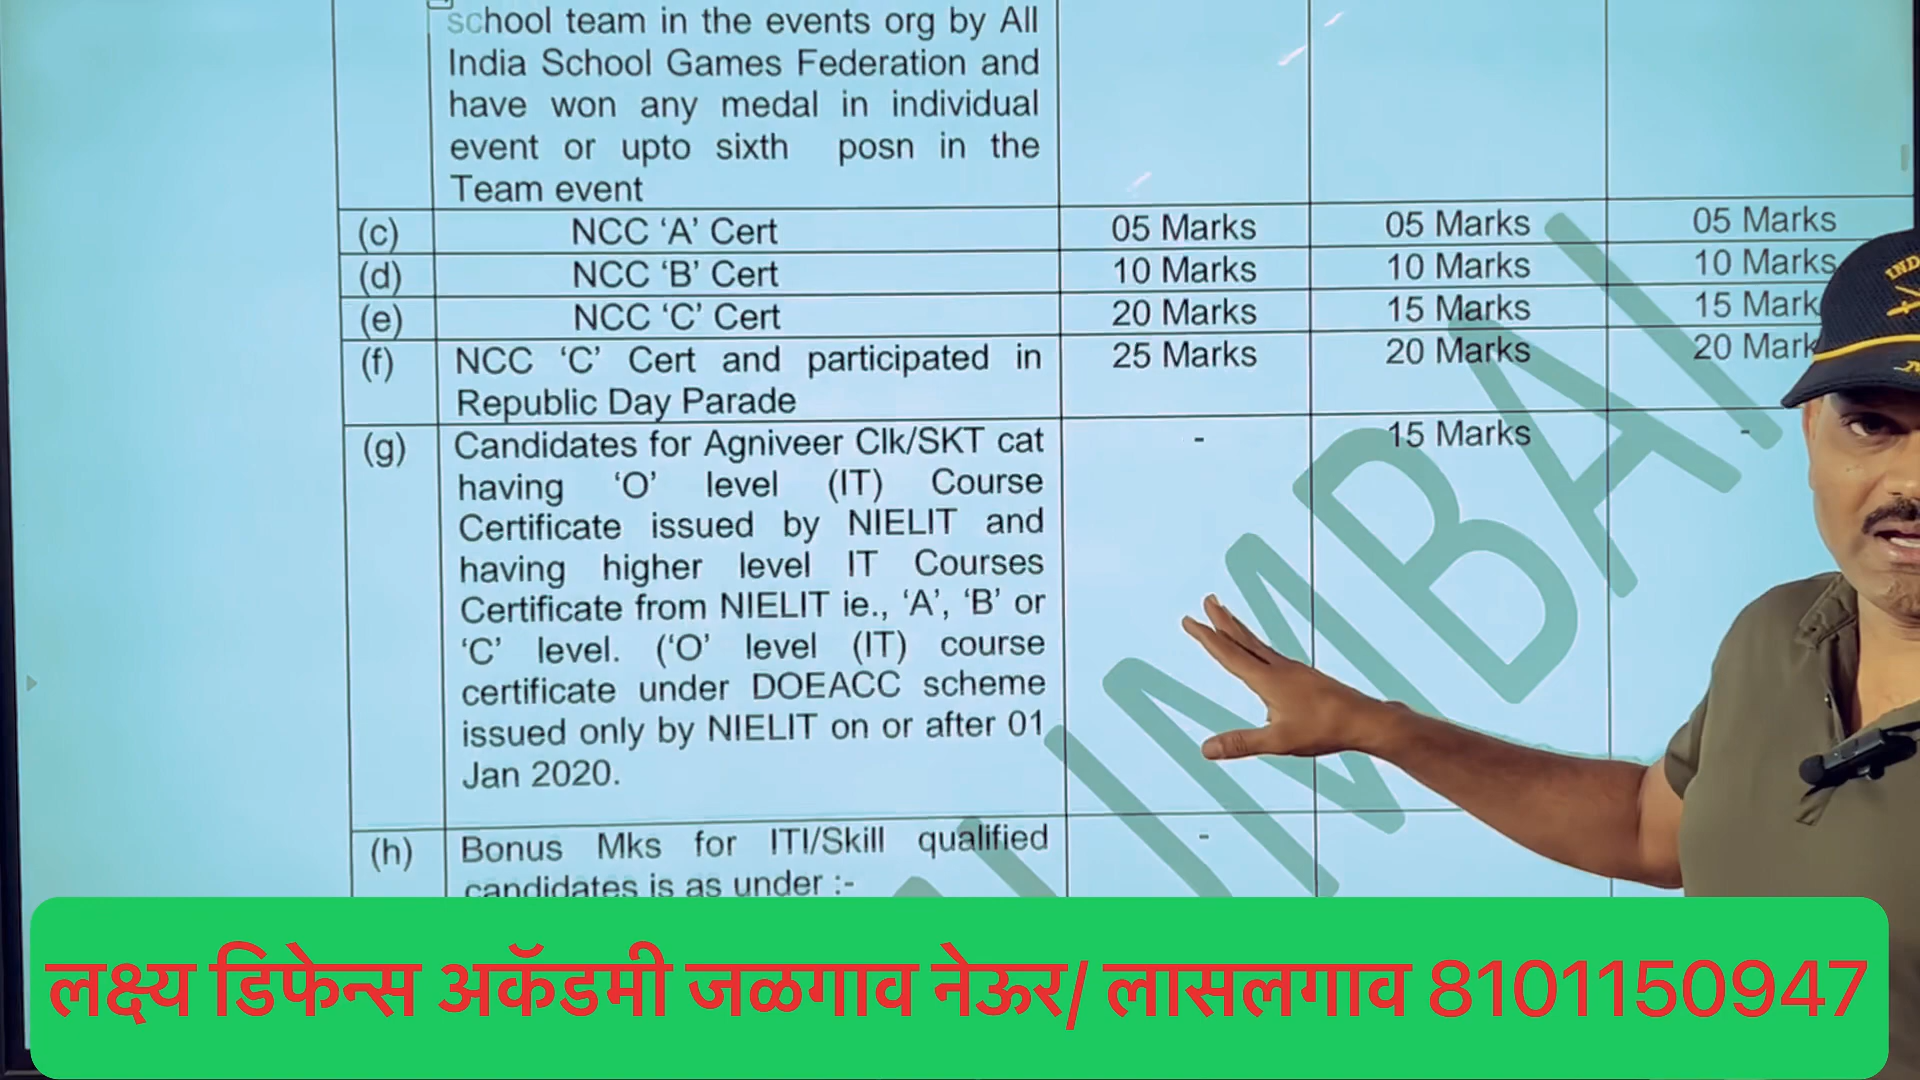 school team in the events org by All
India School Games Federation and
have won any medal in individual
event or upto sixth posn in the
Team event
(c) NCC ‘A’ Cert 05 Marks 05 Marks 05 Marks
(d) NCC ‘B’ Cert 10 Marks 10 Marks 10 Marks
(e) NCC ‘C’ Cert 20 Marks 15 Marks 15 Mark
(f) NCC ‘C’ Cert and participated in 25 Marks 20 Marks 20 Mark
Republic Day Parade
(g) Candidates for Agniveer Clk/SKT cat - 15 Marks -
having ‘O’ level (IT) Course
Certificate issued by NIELIT and
having higher level IT Courses
Certificate from NIELIT ie., ‘A’, ‘B’ or
‘C’ level. (‘O’ level (IT) course
certificate under DOEACC scheme
issued only by NIELIT on or after 01
Jan 2020.
(h) Bonus Mks for ITI/Skill qualified -
candidates is as under :-
UMBAI
IND
लक्ष्य डिफेन्स अकॅडमी जळगाव नेऊर/ लासलगाव 8101150947